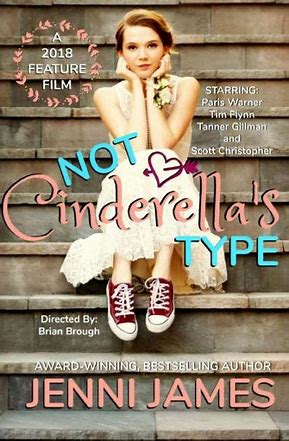 A
2018
FEATURE
FILM
STARRING:
Paris Warner
Tim Flynn
Tanner Gillman
and
Scott Christopher
NOT
Cinderella's
TYPE
Directed By:
Brian Brough
AWARD-WINNING, BESTSELLING AUTHOR
JENNI JAMES